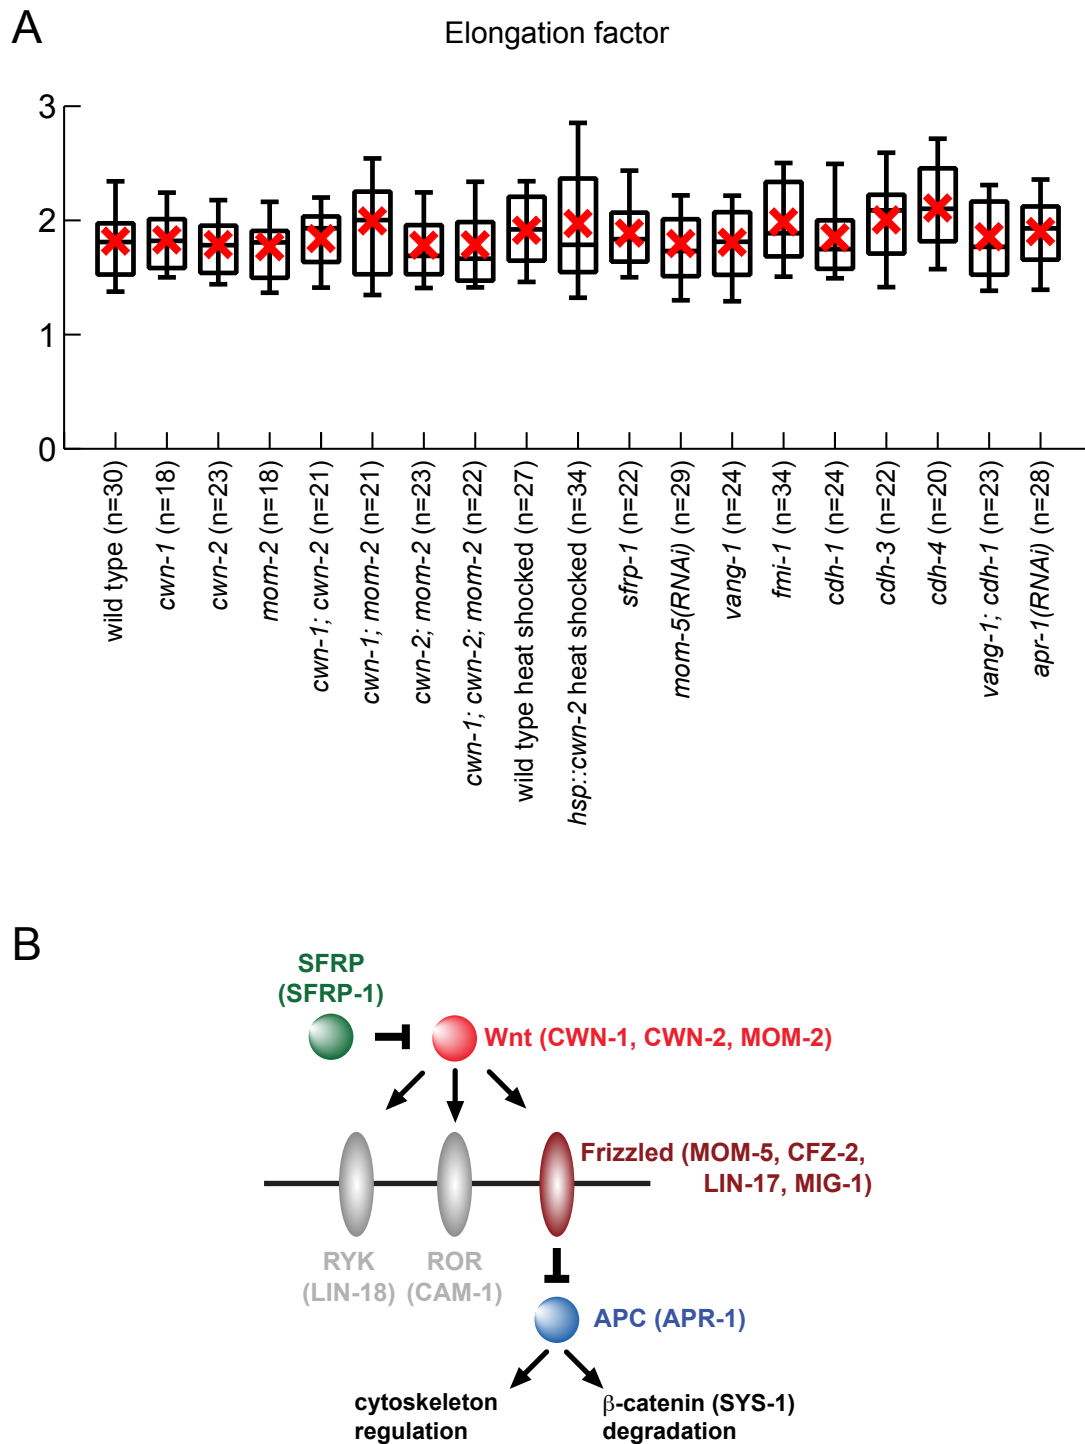 A
Elongation factor
3
2
1
0
wild type (n=30)
cwn-1 (n=18)
cwn-2 (n=23)
mom-2 (n=18)
cwn-1; cwn-2 (n=21)
cwn-1; mom-2 (n=21)
cwn-2; mom-2 (n=23)
cwn-1; cwn-2; mom-2 (n=22)
wild type heat shocked (n=27)
hsp::cwn-2 heat shocked (n=34)
sfrp-1 (n=22)
mom-5(RNAi) (n=29)
vang-1 (n=24)
fmi-1 (n=34)
cdh-1 (n=24)
cdh-3 (n=22)
cdh-4 (n=20)
vang-1; cdh-1 (n=23)
apr-1(RNAi) (n=28)
B
SFRP
(SFRP-1)
Wnt (CWN-1, CWN-2, MOM-2)
Frizzled (MOM-5, CFZ-2,
LIN-17, MIG-1)
RYK
(LIN-18)
ROR
(CAM-1)
APC (APR-1)
cytoskeleton
regulation
β-catenin (SYS-1)
degradation